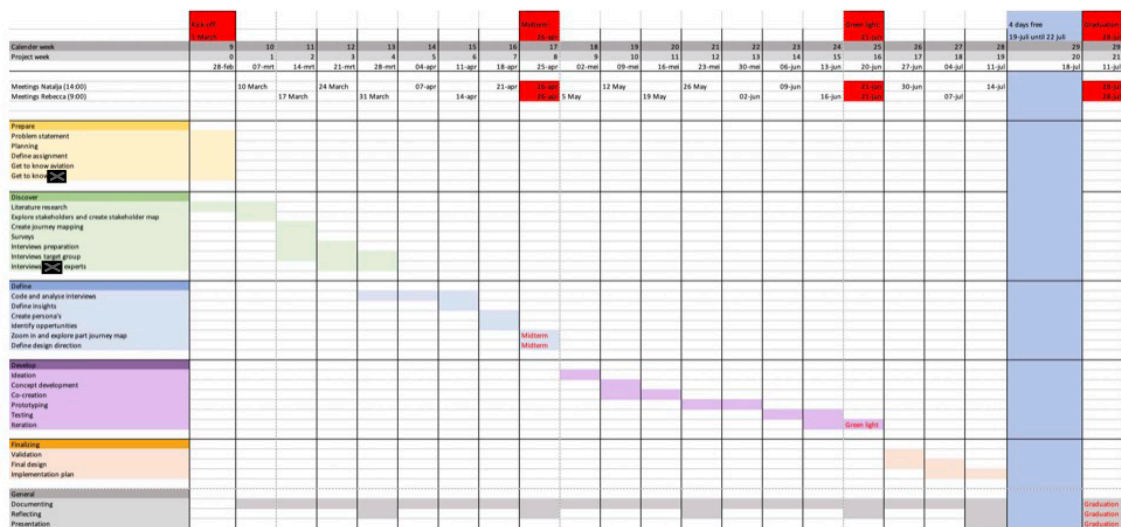 Kick off Midterm: Green light: 4 days free Graduation
1 March 26-apr 21-jun 19-juli until 22 juli 28-jul
Calender week 9 10 11 12 13 14 15 16 17 18 19 20 21 22 23 24 25 26 27 28 29 29
Project week 0 1 2 3 4 5 6 7 8 9 10 11 12 13 14 15 16 17 18 19 20 21
28-feb 07-mrt 14-mrt 21-mrt 28-mrt 04-apr 11-apr 18-apr 25-apr 02-mei 09-mei 16-mei 23-mei 30-mei 06-jun 13-jun 20-jun 27-jun 04-jul 11-jul 18-jul 11-jul
Meetings Natalja (14:00) 10 March 24 March 07-apr 21-apr 26-apr 12 May 26 May 09-jun 21-jun 30-jun 14-jul 28-jul
Meetings Rebecca (9:00) 17 March 31 March 14-apr 26-apr 5 May 19 May 02-jun 16-jun 21-jun 07-jul 28-jul
Prepare
Problem statement
Planning
Define assignment
Get to know aviation
Get to know
Discover
Literature research
Explore stakeholders and create stakeholder map
Create journey mapping
Surveys
Interviews preparation
Interviews target group
Interviews experts
Define
Code and analyse interviews
Define insights
Create persona's
Identify oppertunities
Zoom in and explore part journey map Midterm
Define design direction Midterm
Develop
Ideation
Concept development
Co-creation
Prototyping
Testing
Iteration Green light
Finalizing
Validation
Final design
Implementation plan
General
Documenting Graduation
Reflecting Graduation
Presentation Graduation